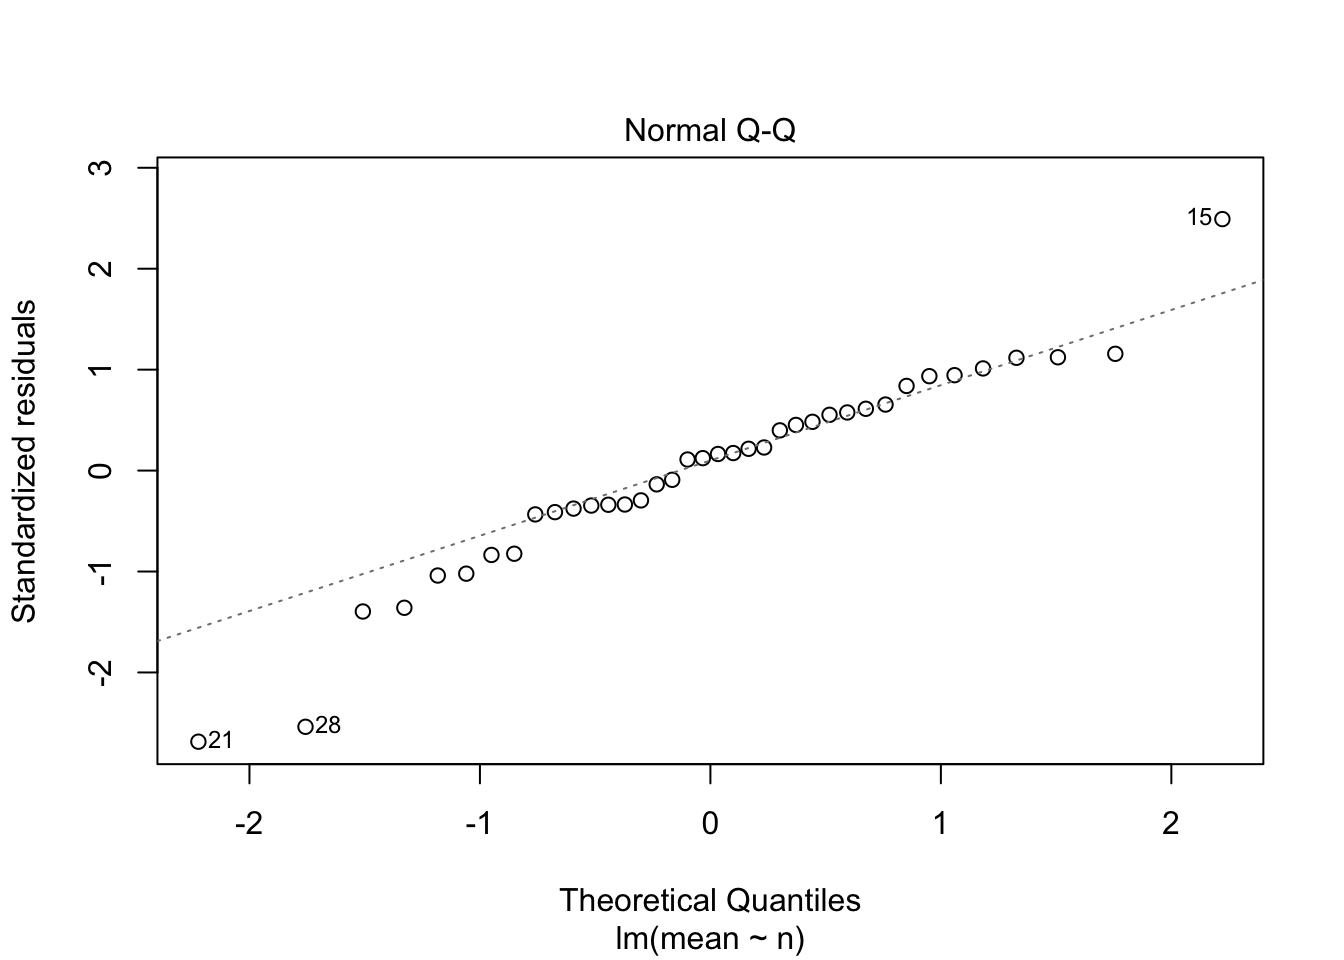 Normal Q-Q
Standardized residuals
3
2
1
0
-1
-2
15
28
21
-2 -1 0 1 2
Theoretical Quantiles
lm(mean ~ n)